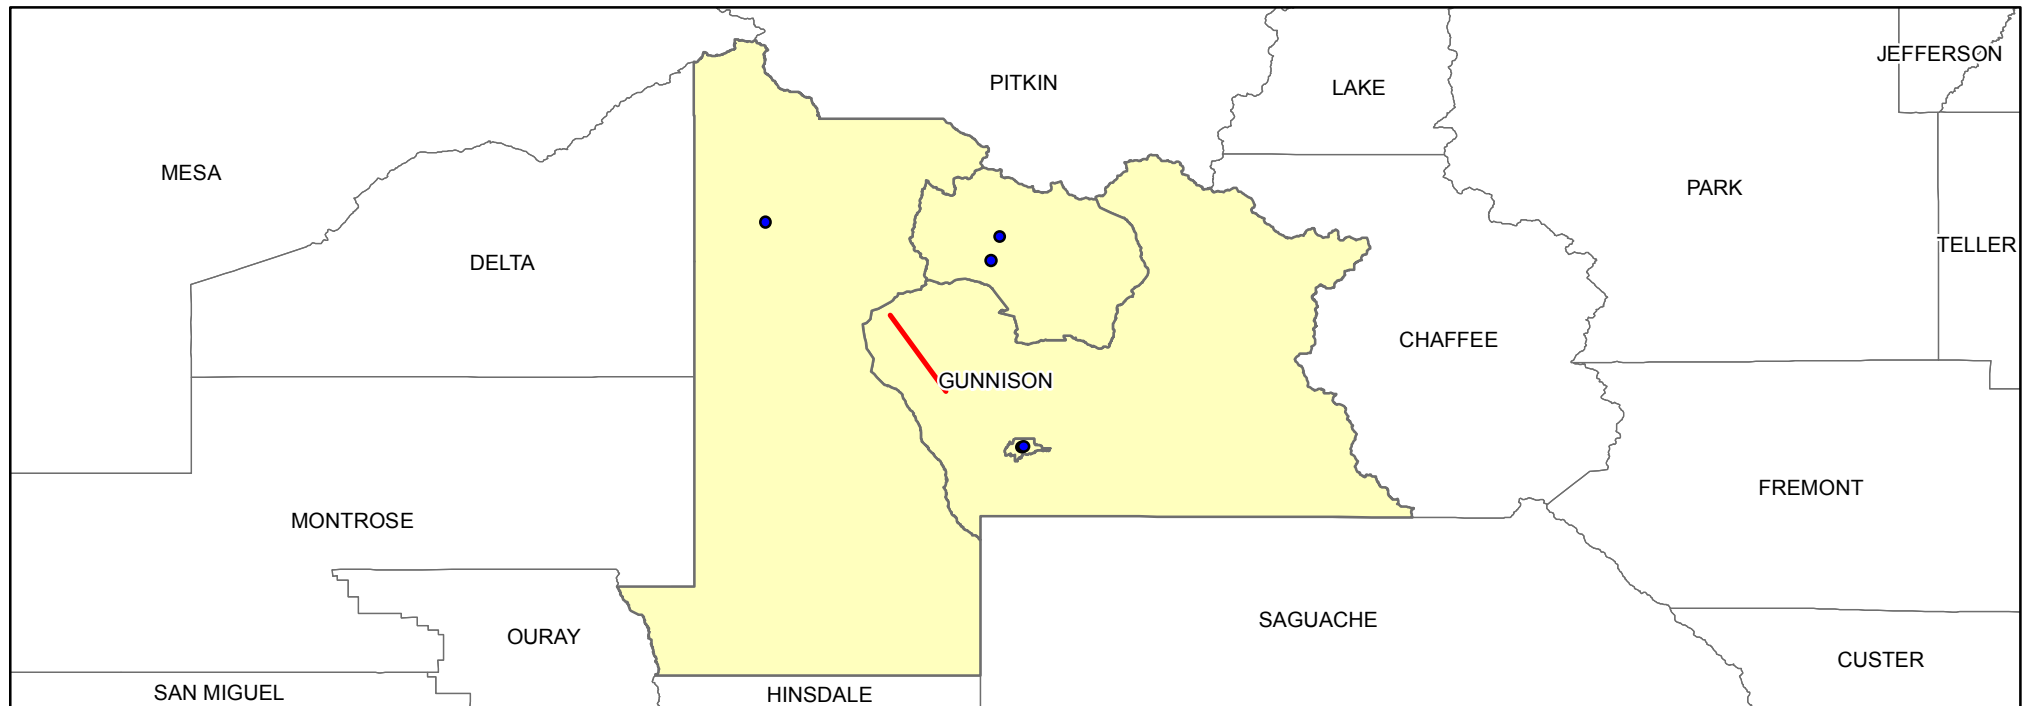 JEFFERSON
PITKIN
LAKE
MESA
PARK
TELLER
DELTA
CHAFFEE
GUNNISON
FREMONT
MONTROSE
SAGUACHE
OURAY
CUSTER
SAN MIGUEL
HINSDALE